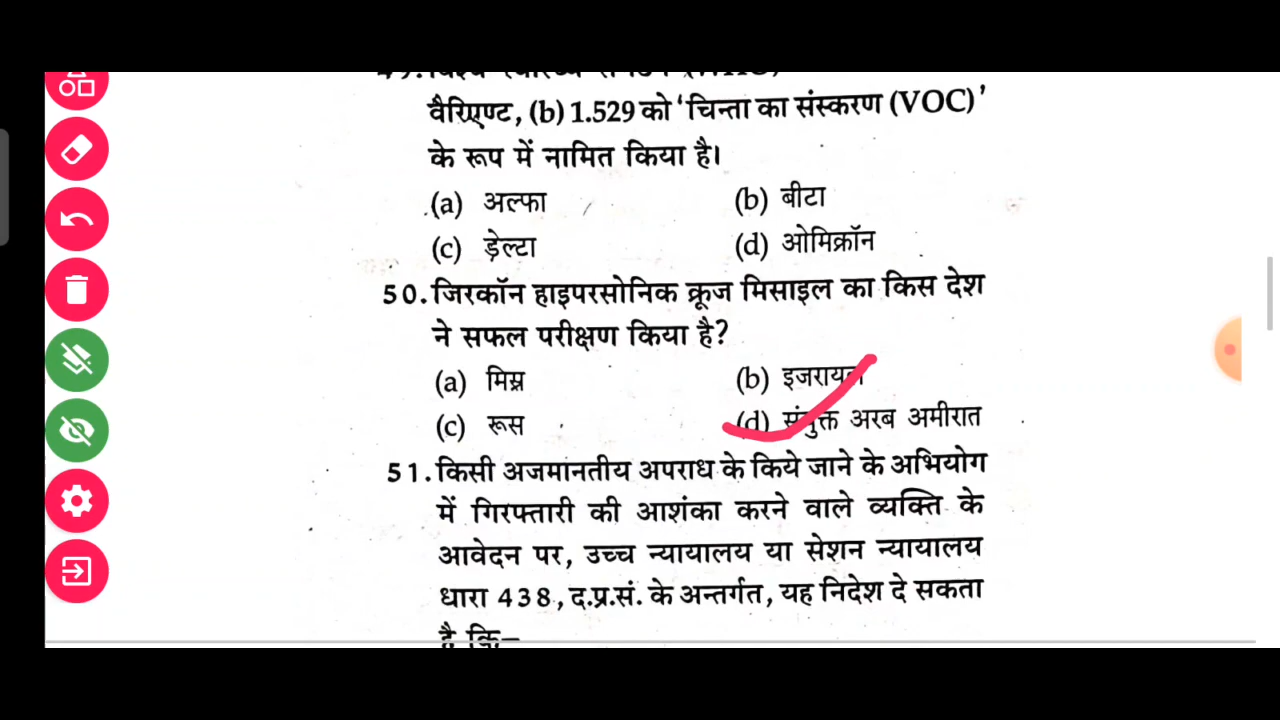 वैरिएण्ट, (b) 1.529 को 'चिन्ता का संस्करण (VOC)'
के रूप में नामित किया है।
(a) अल्फा (b) बीटा
(c) ड़ेल्टा (d) ओमिक्रॉन
50. जिरकॉन हाइपरसोनिक क्रूज मिसाइल का किस देश
ने सफल परीक्षण किया है?
(a) मिस्र (b) इजरायल
(c) रूस (d) संयुक्त अरब अमीरात
51. किसी अजमानतीय अपराध के किये जाने के अभियोग
में गिरफ्तारी की आशंका करने वाले व्यक्ति के
आवेदन पर, उच्च न्यायालय या सेशन न्यायालय
धारा 438, द.प्र.सं. के अन्तर्गत, यह निदेश दे सकता
है कि–